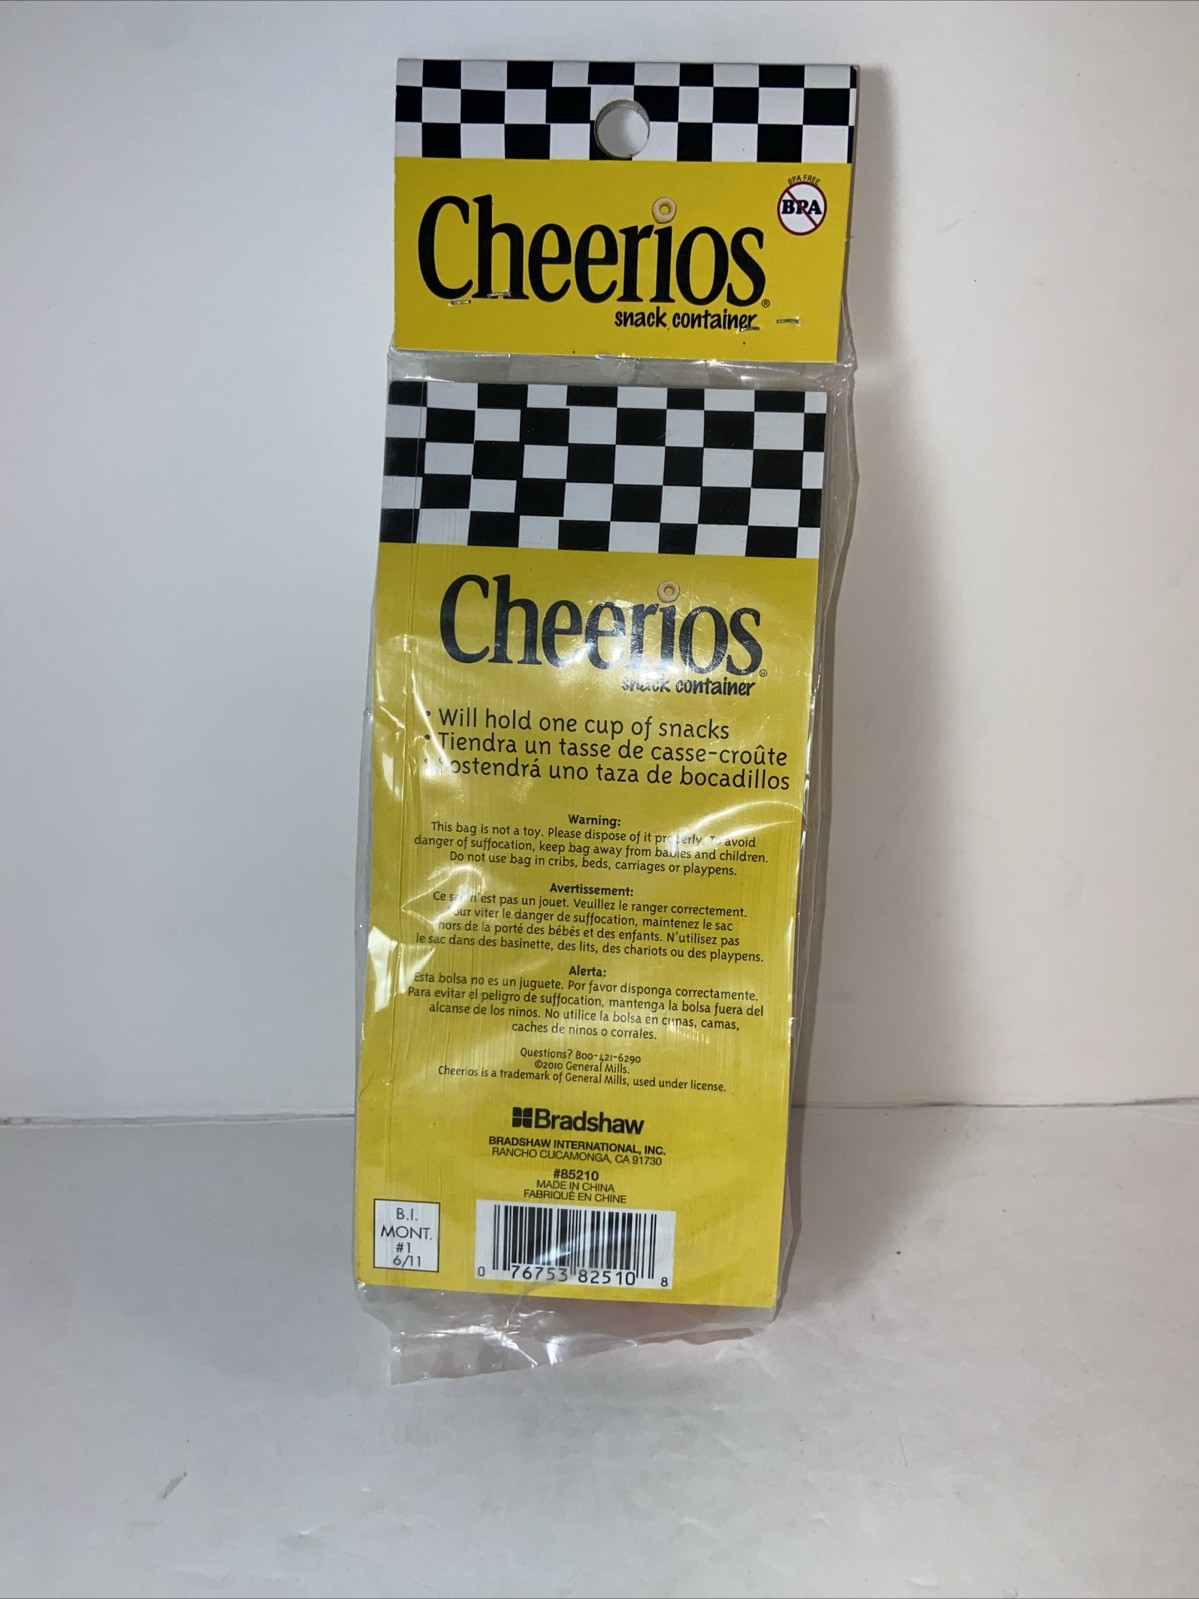 BPA FREE
BPA
Cheerios®
snack container
Cheerios®
snack container
• Will hold one cup of snacks
• Tiendra un tasse de casse-croûte
uno taza de bocadillos
Warning:
This bag is not a toy. Please dispose of it properly. To avoid
danger of suffocation, keep bag away from babies and children.
Do not use bag in cribs, beds, carriages or playpens.
Avertissement:
Ce n'est pas un jouet. Veuillez le ranger correctement.
viter le danger de suffocation, maintenez le sac
hors de la porté des bébés et des enfants. N'utilisez pas
le sac dans des basinette, des lits, des chariots ou des playpens.
Alerta:
Esta bolsa no es un juguete. Por favor disponga correctamente.
Para evitar el peligro de suffocation, mantenga la bolsa fuera del
alcanse de los ninos. No utilice la bolsa en cunas, camas,
caches de ninos o corrales.
Questions? 800-421-6290
©2010 General Mills.
Cheerios is a trademark of General Mills, used under license.
Bradshaw
BRADSHAW INTERNATIONAL, INC.
RANCHO CUCAMONGA, CA 91730
#85210
MADE IN CHINA
FABRIQUÉ EN CHINE
B.I.
MONT.
#1
6/11
0 76753 82510 8